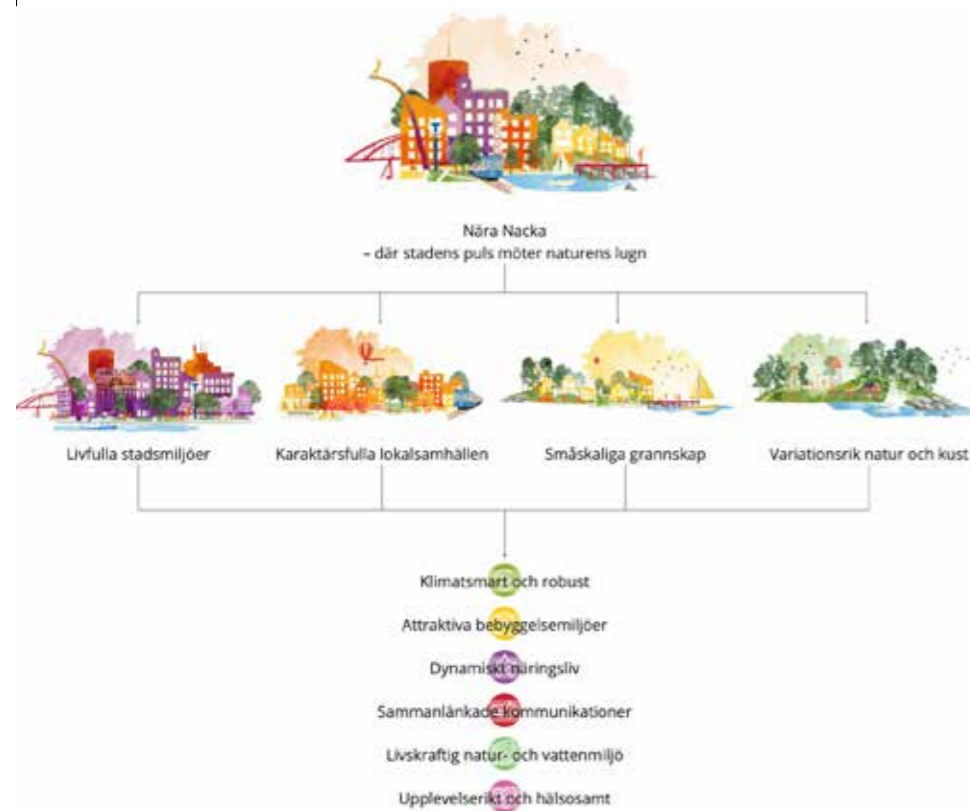 T
Nära Nacka
– där stadens puls möter naturens lugn
T
Livfulla stadsmiljöer
Karaktärsfulla lokalsamhällen
Småskaliga grannskap
Variationsrik natur och kust
Klimatsmart och robust
Attraktiva bebyggelsemiljöer
Dynamiskt näringsliv
Sammanlänkade kommunikationer
Livskraftig natur- och vattenmiljö
Upplevelserikt och hälsosamt